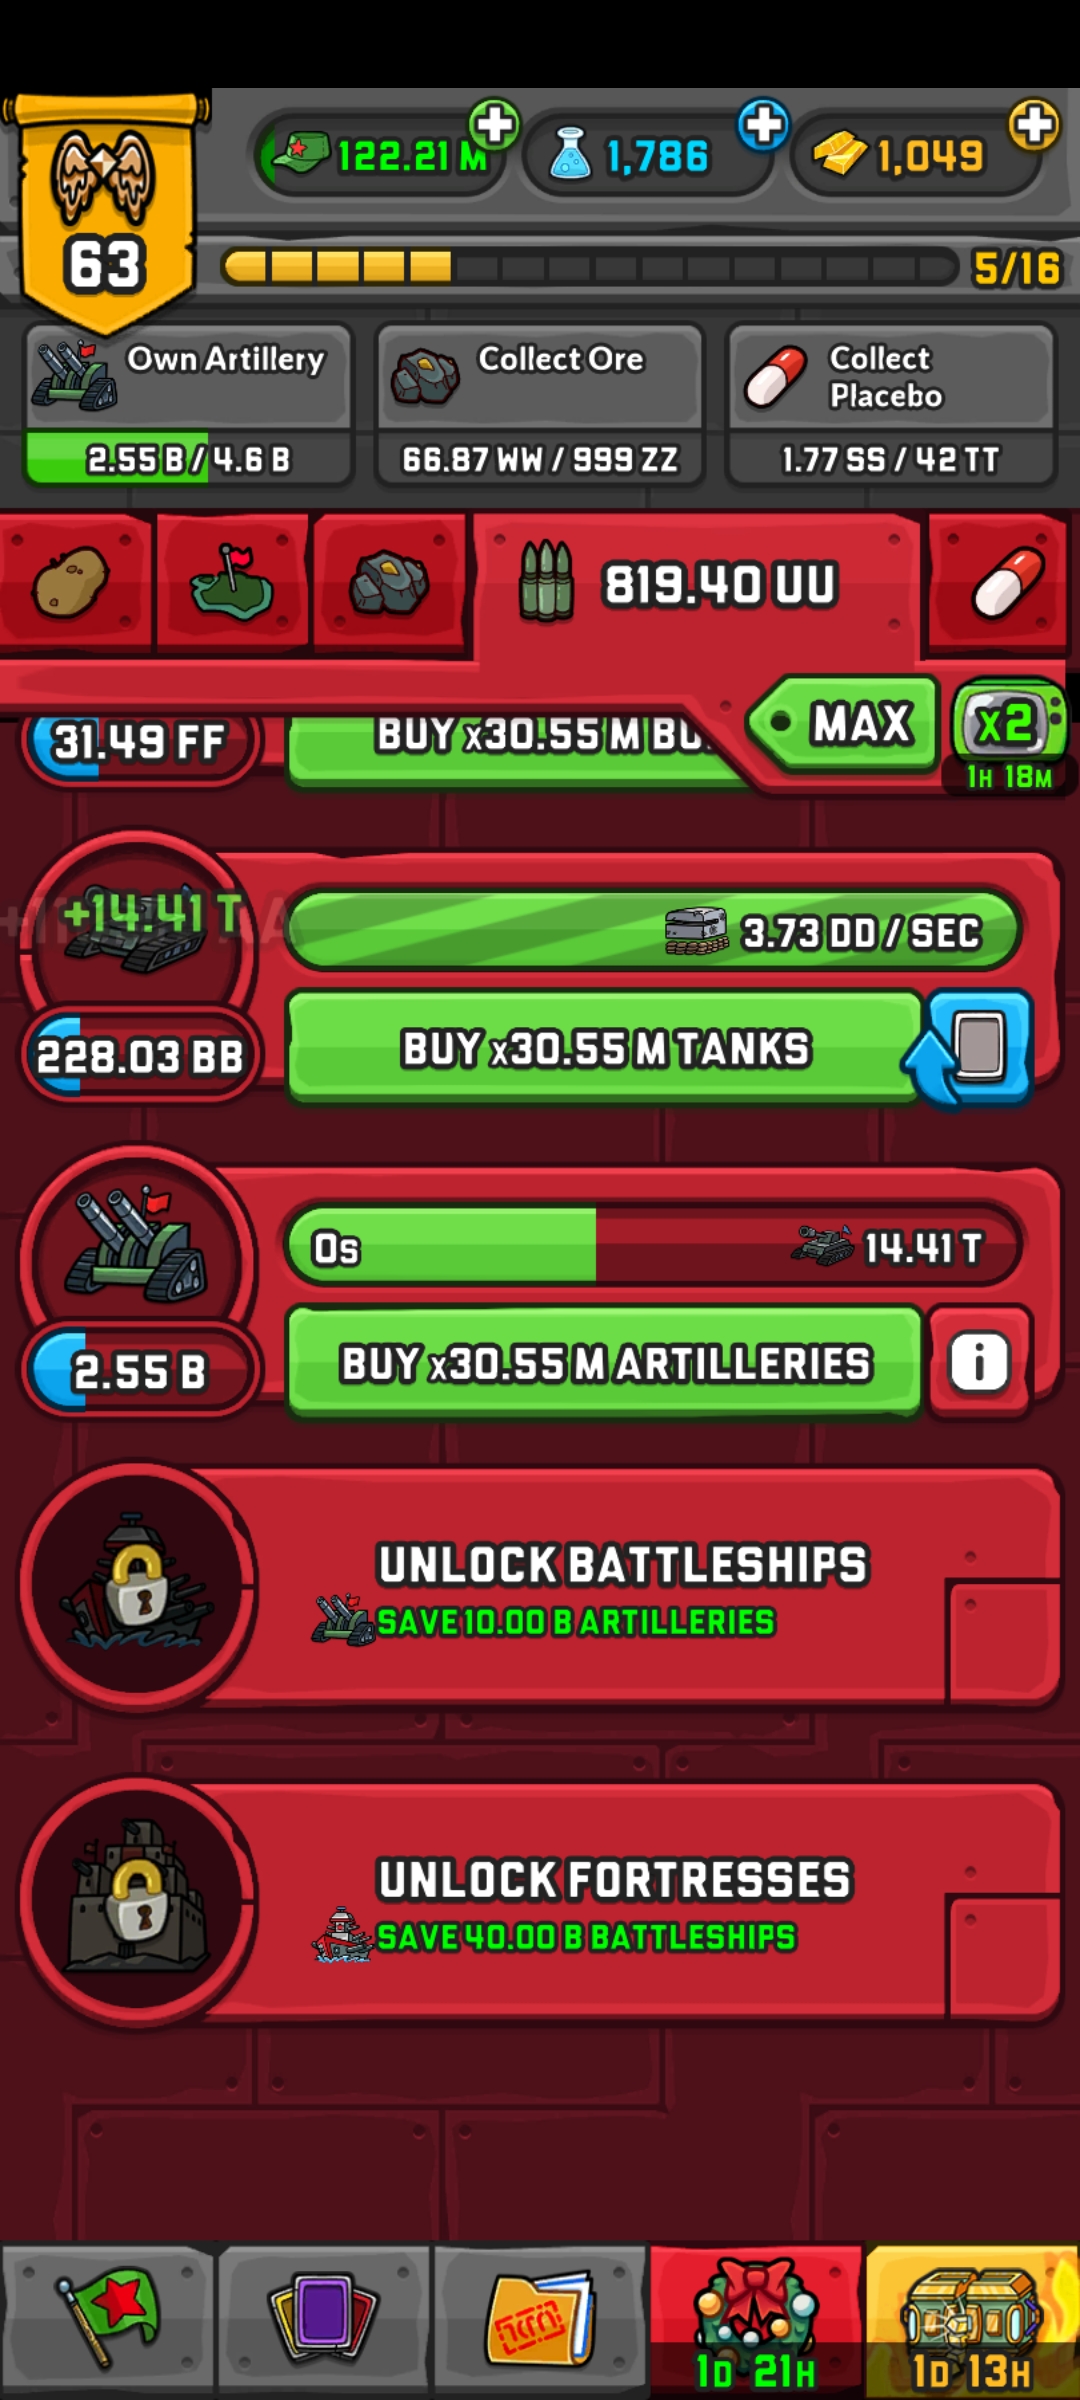 122.21 M
1,786
1,049
63
5/16
Own Artillery
2.55 B / 4.6 B
Collect Ore
66.87 WW / 999 ZZ
Collect
Placebo
1.77 SS / 42 TT
819.40 UU
MAX
X2
1H 18M
31.49 FF
BUY x30.55 M
+14.41 T
3.73 DD / SEC
228.03 BB
BUY x30.55 M TANKS
0s
14.41 T
2.55 B
BUY x30.55 M ARTILLERIES
i
UNLOCK BATTLESHIPS
SAVE 10.00 B ARTILLERIES
UNLOCK FORTRESSES
SAVE 40.00 B BATTLESHIPS
1D 21H
1D 13H